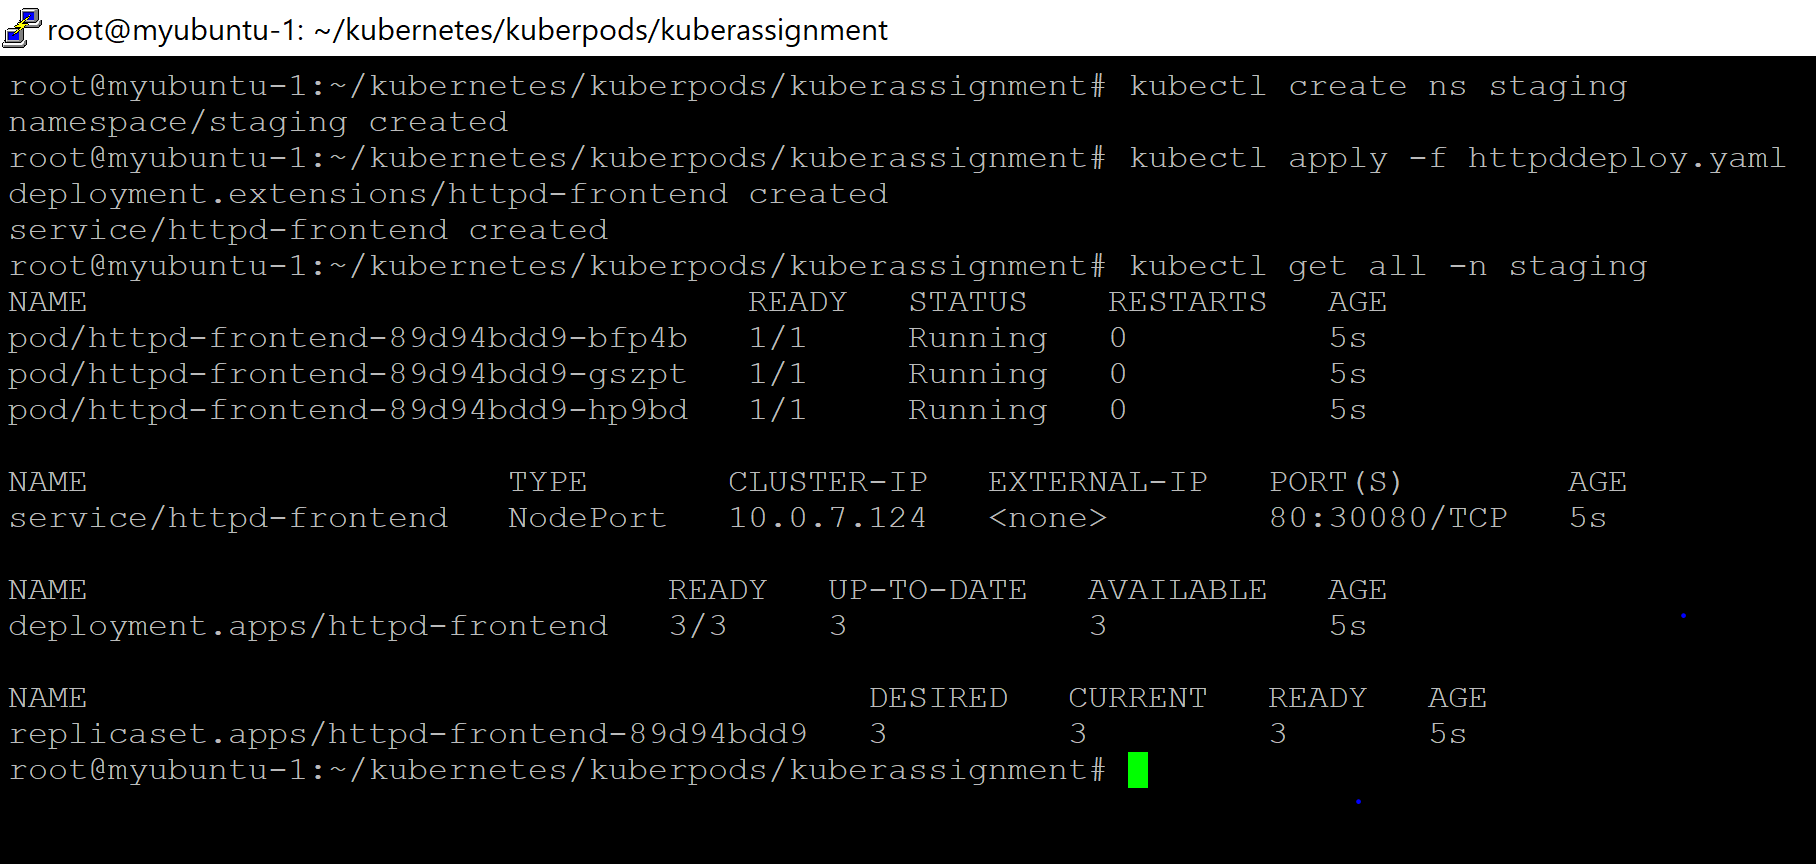 root@myubuntu-1: ~/kubernetes/kuberpods/kuberassignment
root@myubuntu-1:~/kubernetes/kuberpods/kuberassignment# kubectl create ns staging
namespace/staging created
root@myubuntu-1:~/kubernetes/kuberpods/kuberassignment# kubectl apply -f httpddeploy.yaml
deployment.extensions/httpd-frontend created
service/httpd-frontend created
root@myubuntu-1:~/kubernetes/kuberpods/kuberassignment# kubectl get all -n staging
NAME                                 READY   STATUS    RESTARTS   AGE
pod/httpd-frontend-89d94bdd9-bfp4b   1/1     Running   0          5s
pod/httpd-frontend-89d94bdd9-gszpt   1/1     Running   0          5s
pod/httpd-frontend-89d94bdd9-hp9bd   1/1     Running   0          5s

NAME                     TYPE       CLUSTER-IP   EXTERNAL-IP   PORT(S)        AGE
service/httpd-frontend   NodePort   10.0.7.124   <none>        80:30080/TCP   5s

NAME                             READY   UP-TO-DATE   AVAILABLE   AGE
deployment.apps/httpd-frontend   3/3     3            3           5s

NAME                                       DESIRED   CURRENT   READY   AGE
replicaset.apps/httpd-frontend-89d94bdd9   3         3         3       5s
root@myubuntu-1:~/kubernetes/kuberpods/kuberassignment#